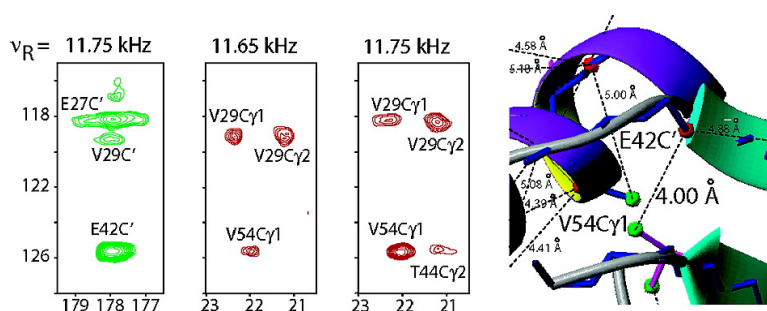 νR = 11.75 kHz 11.65 kHz 11.75 kHz
118
122
126
E27C′
V29C′
E42C′
179 178 177
V29Cγ1
V29Cγ2
V54Cγ1
23 22 21
V29Cγ1
V29Cγ2
V54Cγ1
T44Cγ2
23 22 21
4.58 Å
5.18 Å
5.00 Å
E42C′
4.88 Å
5.08 Å
4.39 Å
4.00 Å
V54Cγ1
4.41 Å